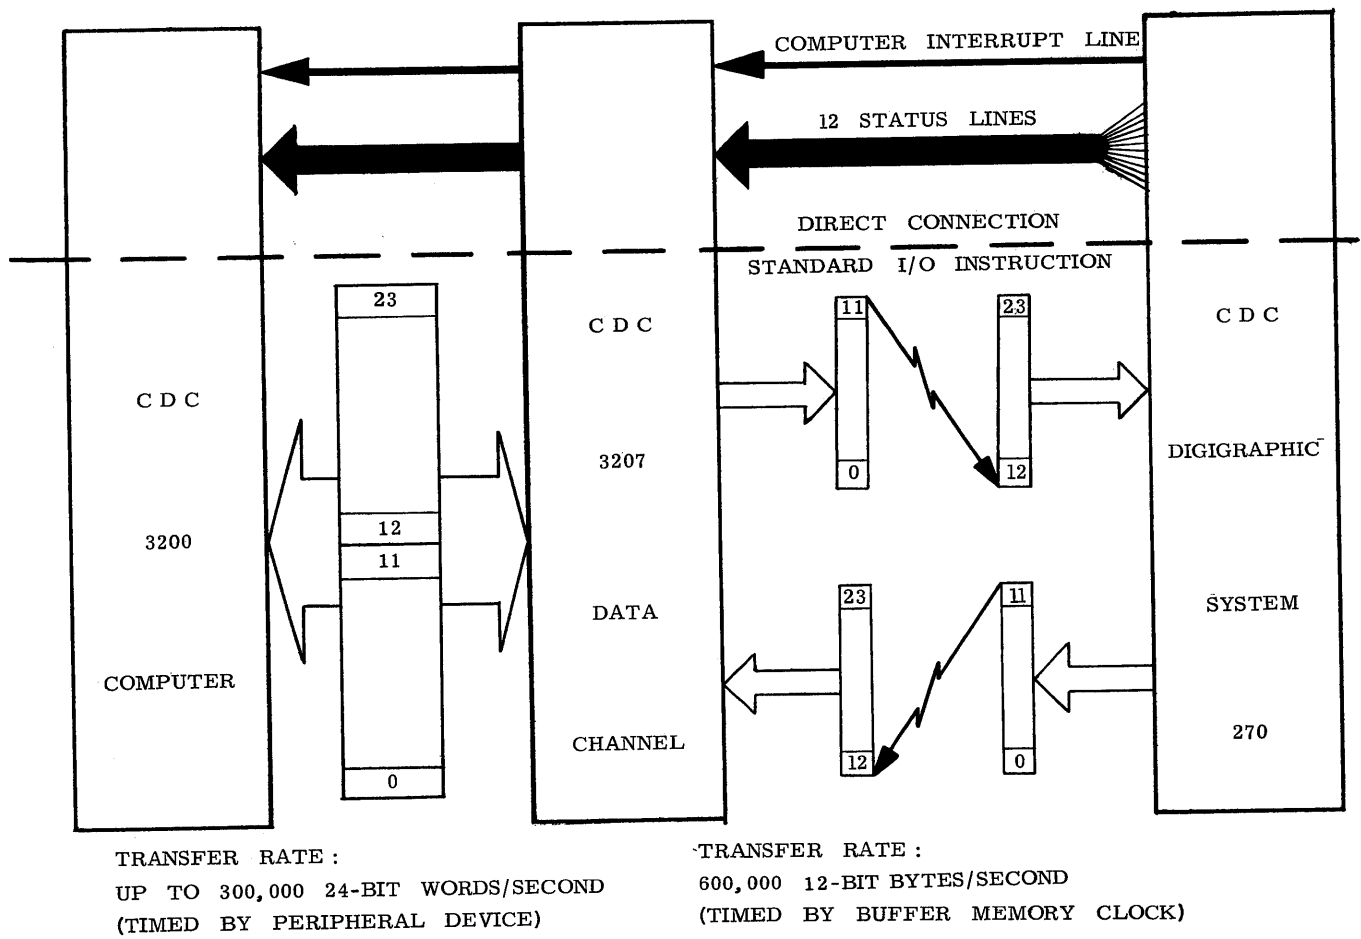 COMPUTER INTERRUPT LINE
12 STATUS LINES
DIRECT CONNECTION
STANDARD I/O INSTRUCTION
CDC
3200
COMPUTER
23
12
11
0
CDC
3207
DATA
CHANNEL
11
0
23
12
23
12
11
0
CDC
DIGIGRAPHIC
SYSTEM
270
TRANSFER RATE:
UP TO 300,000 24-BIT WORDS/SECOND
(TIMED BY PERIPHERAL DEVICE)
TRANSFER RATE:
600,000 12-BIT BYTES/SECOND
(TIMED BY BUFFER MEMORY CLOCK)